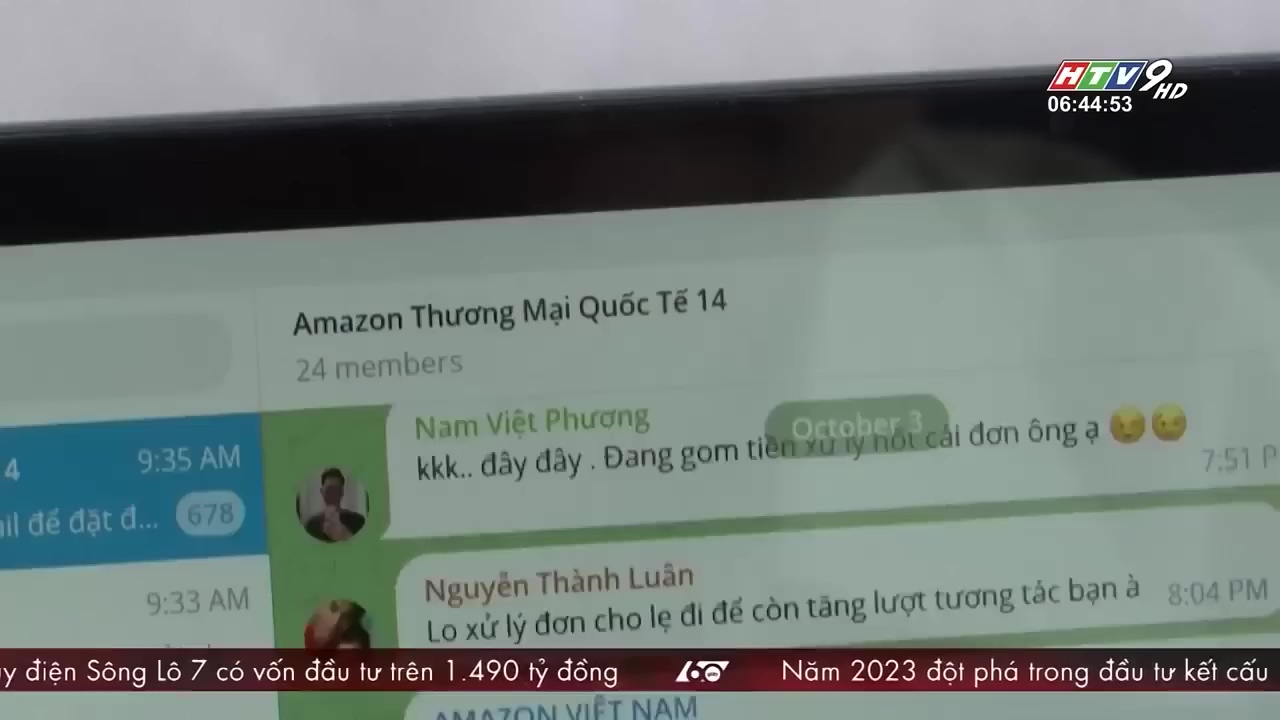 HTV9 HD
06:44:53
Amazon Thương Mại Quốc Tế 14
24 members
4
9:35 AM
il để đặt đ...
678
9:33 AM
Nam Việt Phương
October 3
kkk.. đây đây . Đang gom tiền xử lý nốt cái đơn ông ạ 😉😉
7:51 P
Nguyễn Thành Luân
Lo xử lý đơn cho lẹ đi để còn tăng lượt tương tác bạn à
8:04 PM
AMAZON VIỆT NAM
y điện Sông Lô 7 có vốn đầu tư trên 1.490 tỷ đồng
60
Năm 2023 đột phá trong đầu tư kết cấu